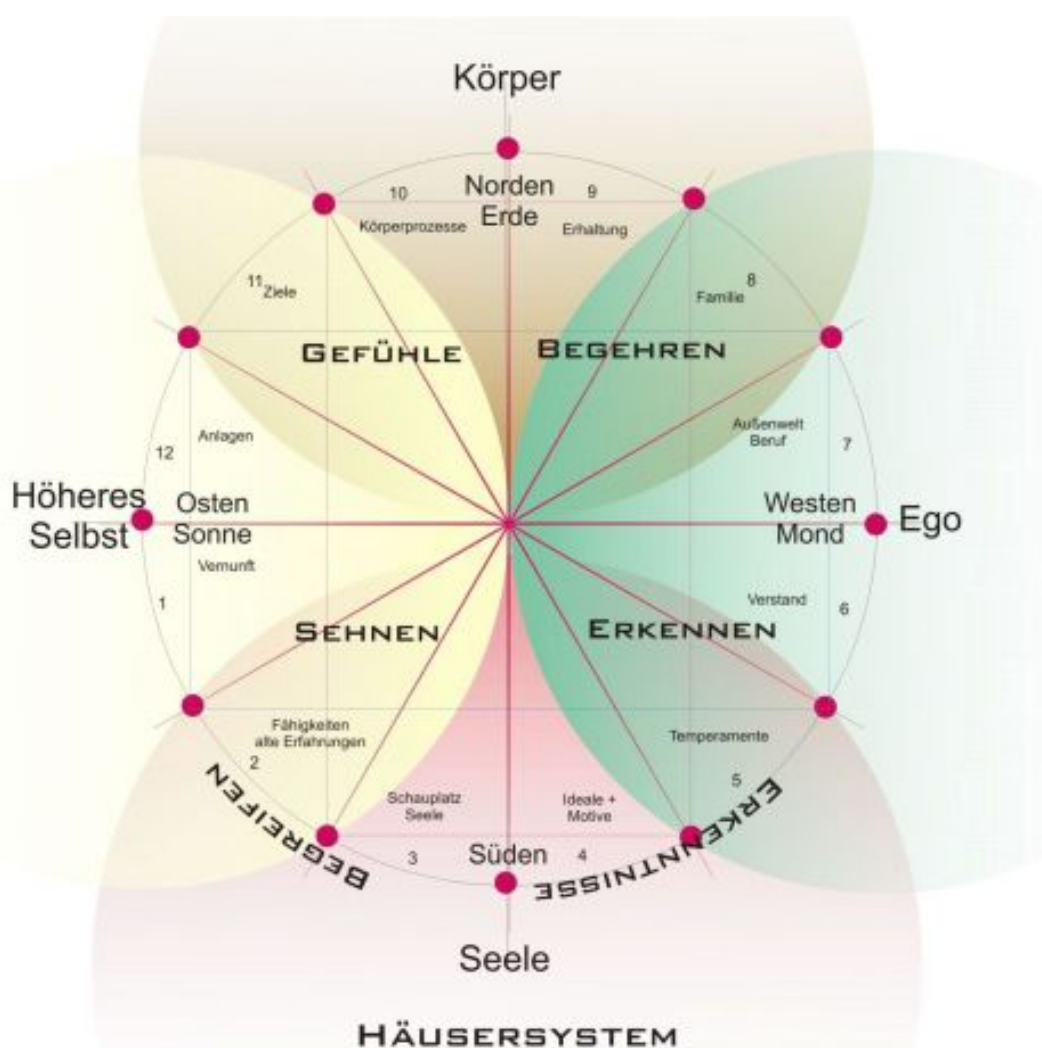 Körper
10
Norden
Erde
9
Körperprozesse
Erhaltung
11
Ziele
8
Familie
GEFÜHLE
BEGEHREN
12
Anlagen
Außenwelt
Beruf
7
Höheres
Selbst
Osten
Sonne
Westen
Mond
Ego
Vernunft
1
Verstand
6
SEHNEN
ERKENNEN
Fähigkeiten
alte Erfahrungen
2
Temperamente
5
BEGREIFEN
Schauplatz
Seele
3
Ideale +
Motive
4
ERKENNTNISSE
Süden
Seele
HÄUSERSYSTEM